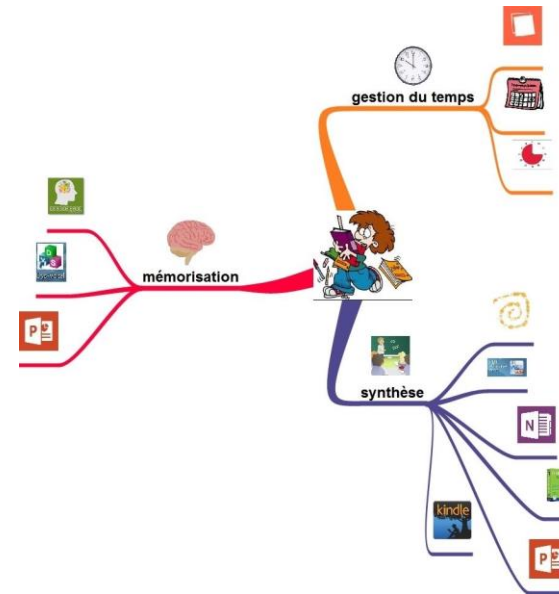 gestion du temps
mémorisation
P
synthèse
N
kindle
P